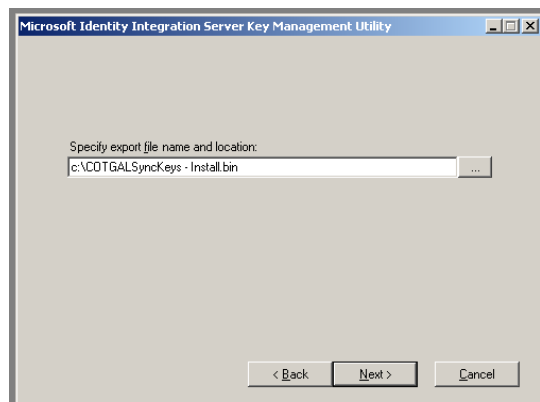 Microsoft Identity Integration Server Key Management Utility
Specify export file name and location:
c:\COTGALSyncKeys - Install.bin
...
< Back
Next >
Cancel